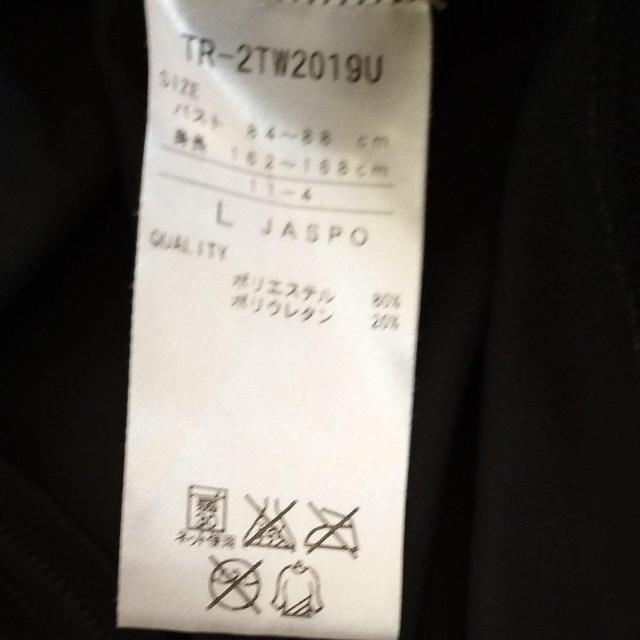 TR-2TW2019U
SIZE
バスト 84～88 cm
身長 162～168cm
11-4
L JASPO
QUALITY
ポリエステル 80%
ポリウレタン 20%
ネット使用